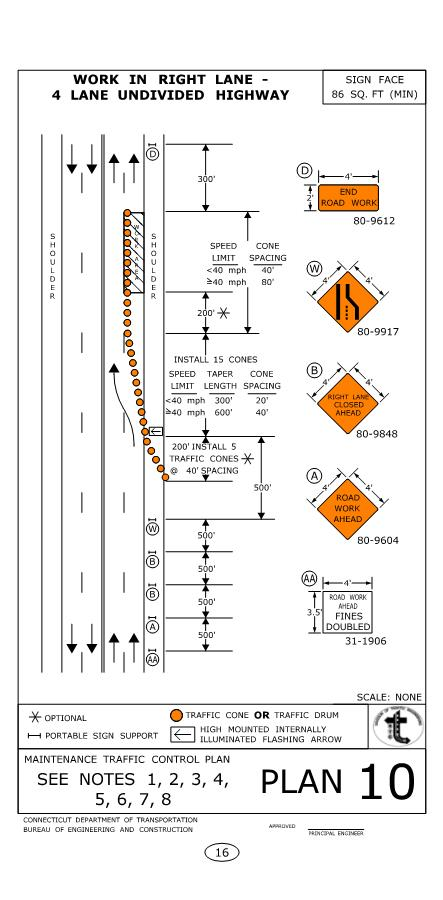 WORK IN RIGHT LANE -
4 LANE UNDIVIDED HIGHWAY
SIGN FACE
86 SQ. FT (MIN)
D
300'
SHOULDER
WORK AREA
SHOULDER
SPEED LIMIT CONE SPACING
<40 mph 40'
≥40 mph 80'
200' ✳
INSTALL 15 CONES
SPEED LIMIT TAPER LENGTH CONE SPACING
<40 mph 300' 20'
≥40 mph 600' 40'
200' INSTALL 5
TRAFFIC CONES ✳
@ 40' SPACING
500'
W
500'
B
500'
B
500'
A
500'
AA
D
4'
2'
END
ROAD WORK
80-9612
W
4'
4'
80-9917
B
4'
4'
RIGHT LANE
CLOSED
AHEAD
80-9848
A
4'
4'
ROAD
WORK
AHEAD
80-9604
AA
4'
3.5'
ROAD WORK
AHEAD
FINES
DOUBLED
31-1906
SCALE: NONE
✳ OPTIONAL
TRAFFIC CONE OR TRAFFIC DRUM
PORTABLE SIGN SUPPORT
HIGH MOUNTED INTERNALLY
ILLUMINATED FLASHING ARROW
MAINTENANCE TRAFFIC CONTROL PLAN
SEE NOTES 1, 2, 3, 4,
5, 6, 7, 8
PLAN 10
CONNECTICUT DEPARTMENT OF TRANSPORTATION
BUREAU OF ENGINEERING AND CONSTRUCTION
APPROVED
PRINCIPAL ENGINEER
16